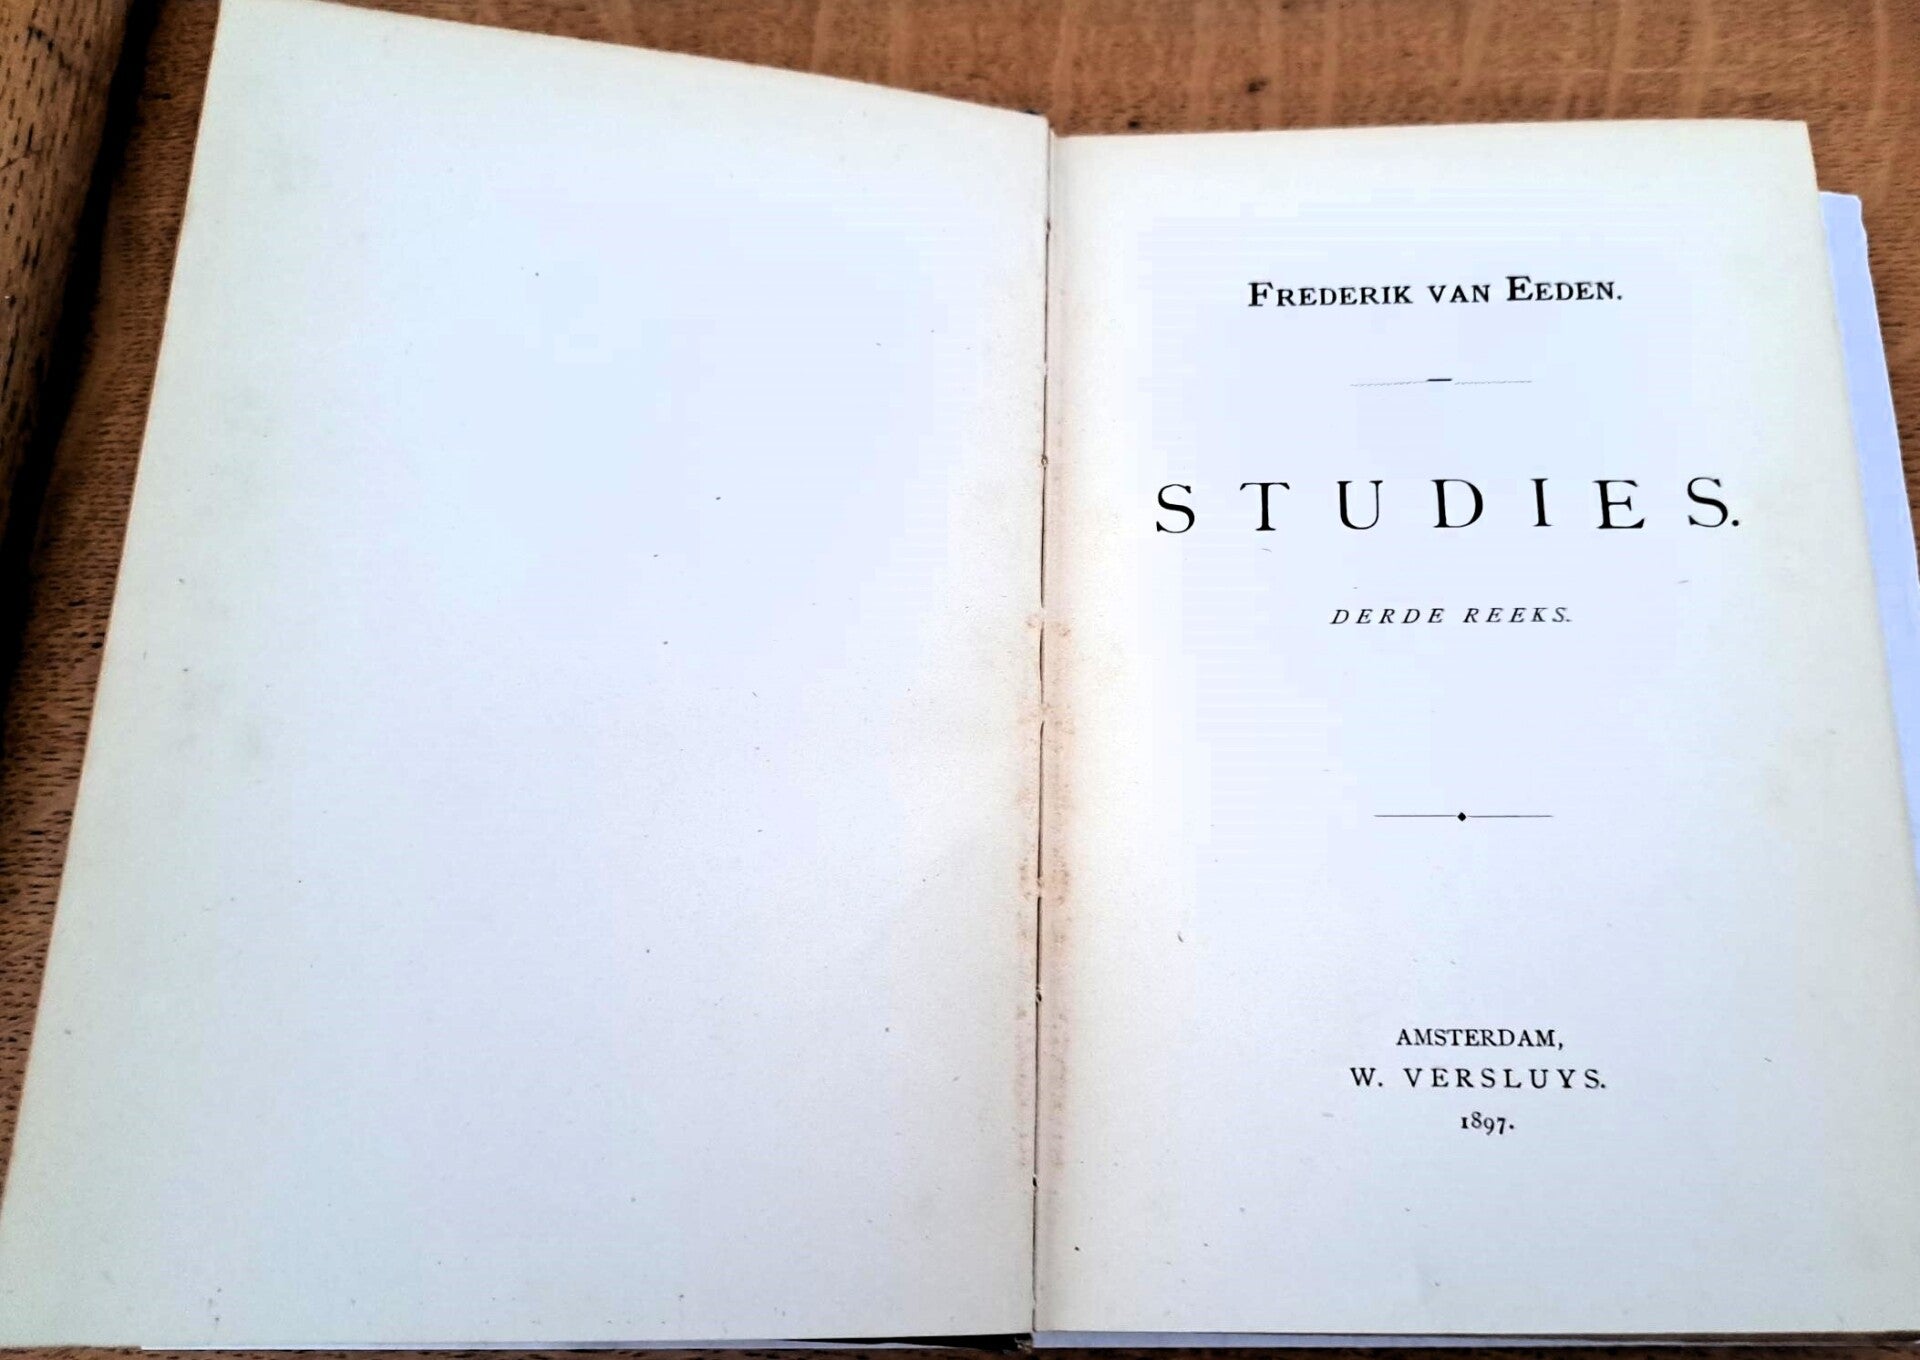 FREDERIK VAN EEDEN.
STUDIES.
DERDE REEKS.
AMSTERDAM,
W. VERSLUYS.
1897.